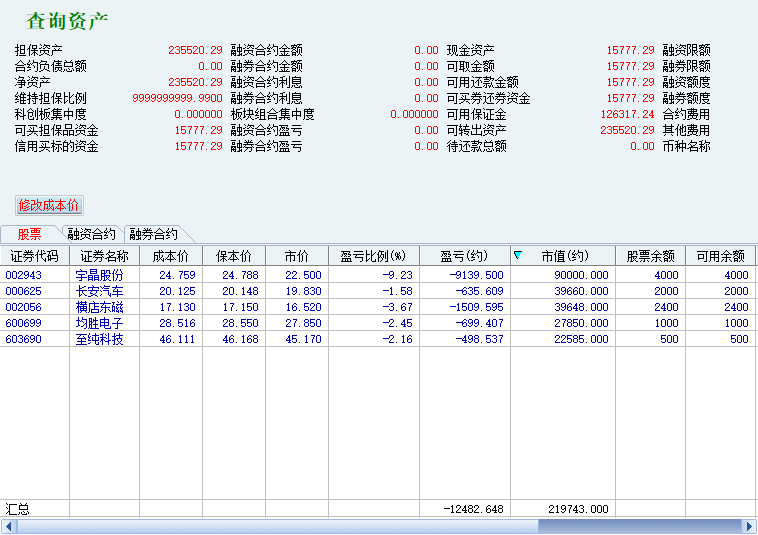 查询资产
担保资产 235520.29 融资合约金额 0.00 现金资产 15777.29 融资限额
合约负债总额 0.00 融券合约金额 0.00 可取金额 15777.29 融券限额
净资产 235520.29 融资合约利息 0.00 可用还款金额 15777.29 融资额度
维持担保比例 9999999999.9900 融券合约利息 0.00 可买券还券资金 15777.29 融券额度
科创板集中度 0.000000 板块组合集中度 0.000000 可用保证金 126317.24 合约费用
可买担保品资金 15777.29 融资合约盈亏 0.00 可转出资产 235520.29 其他费用
信用买标的资金 15777.29 融券合约盈亏 0.00 待还款总额 0.00 币种名称
修改成本价
股票 融资合约 融券合约
证券代码 证券名称 成本价 保本价 市价 盈亏比例(%) 盈亏(约) 市值(约) 股票余额 可用余额
002943 宇晶股份 24.759 24.788 22.500 -9.23 -9139.500 90000.000 4000 4000
000625 长安汽车 20.125 20.148 19.830 -1.58 -635.609 39660.000 2000 2000
002056 横店东磁 17.130 17.150 16.520 -3.67 -1509.595 39648.000 2400 2400
600699 均胜电子 28.516 28.550 27.850 -2.45 -699.407 27850.000 1000 1000
603690 至纯科技 46.111 46.168 45.170 -2.16 -498.537 22585.000 500 500
汇总 -12482.648 219743.000